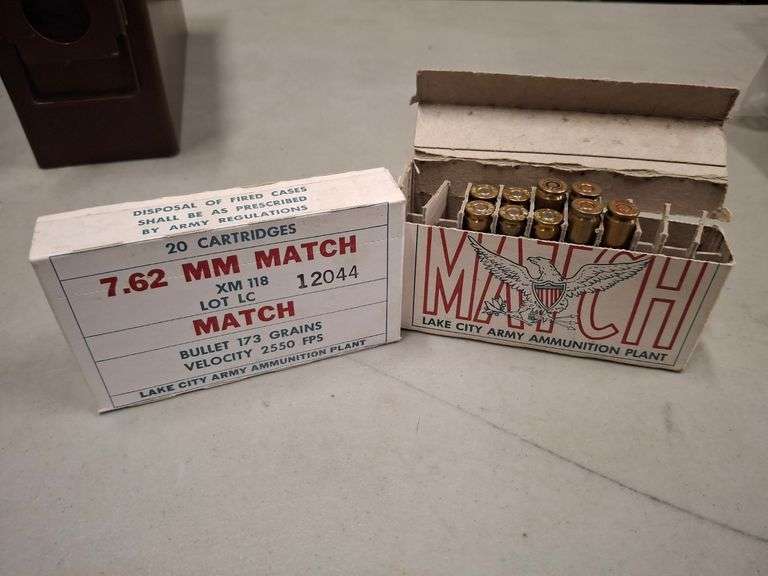 DISPOSAL OF FIRED CASES
SHALL BE AS PRESCRIBED
BY ARMY REGULATIONS
20 CARTRIDGES
7.62 MM MATCH
XM 118
LOT LC 12044
MATCH
BULLET 173 GRAINS
VELOCITY 2550 FPS
LAKE CITY ARMY AMMUNITION PLANT
MATCH
LAKE CITY ARMY AMMUNITION PLANT